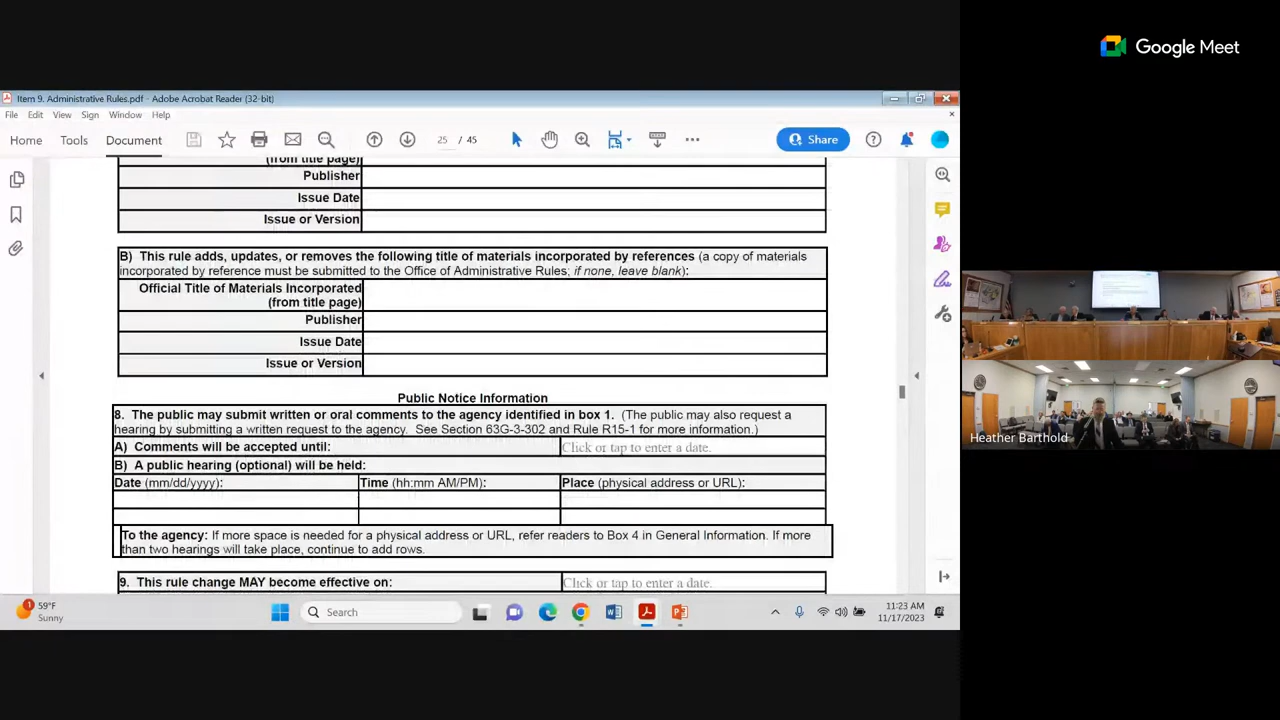 Google Meet
Item 9. Administrative Rules.pdf - Adobe Acrobat Reader (32-bit)
File Edit View Sign Window Help
Home Tools Document 25 / 45 Share
(from title page)
Publisher
Issue Date
Issue or Version
B) This rule adds, updates, or removes the following title of materials incorporated by references (a copy of materials
incorporated by reference must be submitted to the Office of Administrative Rules; if none, leave blank):
Official Title of Materials Incorporated
(from title page)
Publisher
Issue Date
Issue or Version
Public Notice Information
8. The public may submit written or oral comments to the agency identified in box 1. (The public may also request a
hearing by submitting a written request to the agency. See Section 63G-3-302 and Rule R15-1 for more information.)
A) Comments will be accepted until: Click or tap to enter a date.
B) A public hearing (optional) will be held:
Date (mm/dd/yyyy): Time (hh:mm AM/PM): Place (physical address or URL):
To the agency: If more space is needed for a physical address or URL, refer readers to Box 4 in General Information. If more
than two hearings will take place, continue to add rows.
9. This rule change MAY become effective on: Click or tap to enter a date.
Heather Barthold
1
59°F
Sunny
Search
11:23 AM
11/17/2023